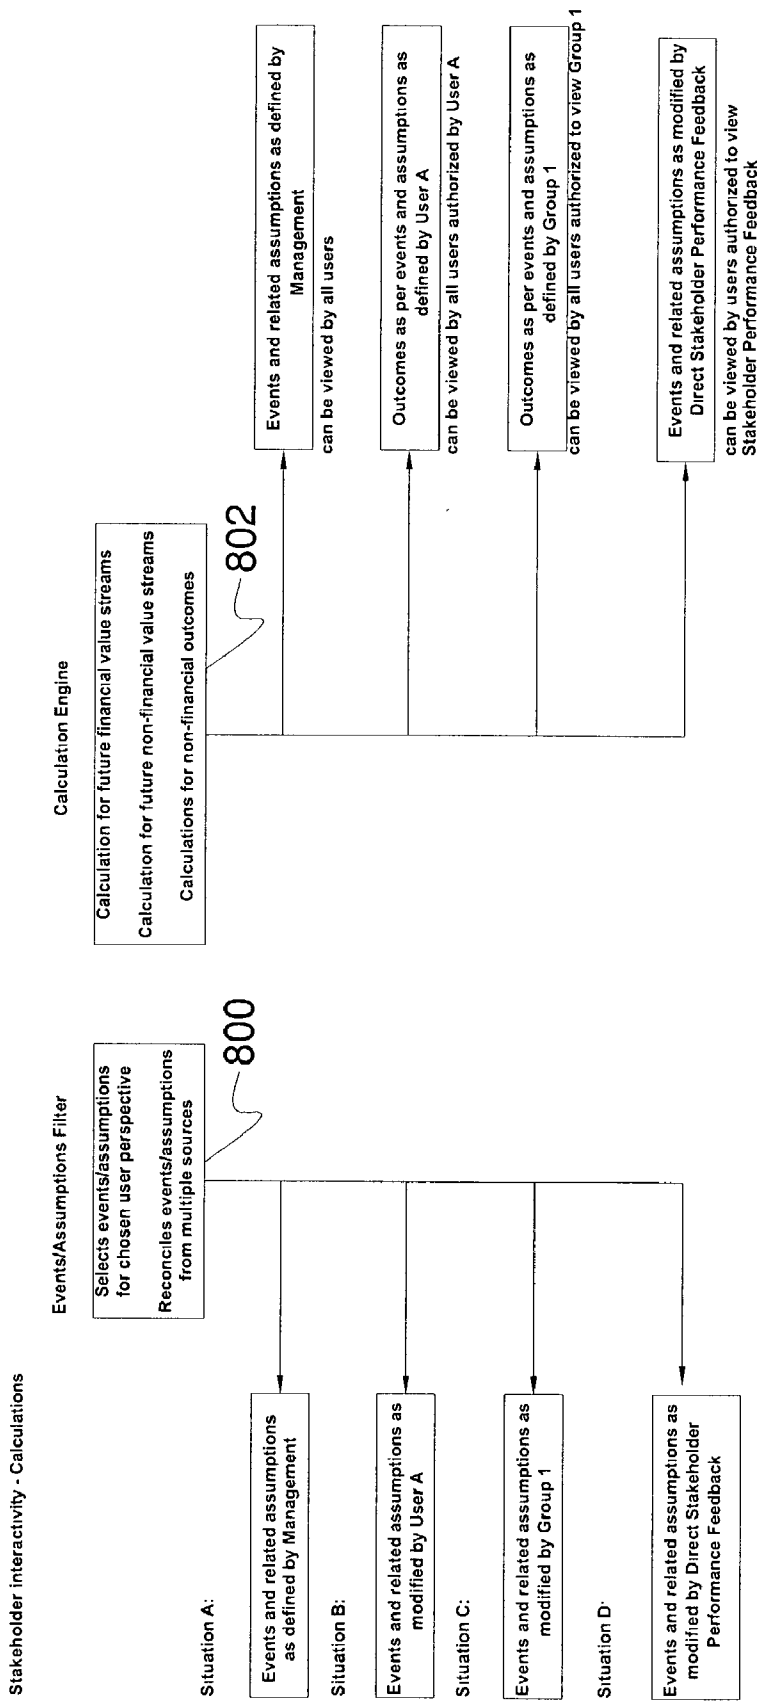 Stakeholder interactivity - Calculations
Events/Assumptions Filter
Selects events/assumptions
for chosen user perspective
Reconciles events/assumptions
from multiple sources
800
Situation A:
Events and related assumptions
as defined by Management
Situation B:
Events and related assumptions as
modified by User A
Situation C:
Events and related assumptions as
modified by Group 1
Situation D:
Events and related assumptions as
modified by Direct Stakeholder
Performance Feedback
Calculation Engine
Calculation for future financial value streams
Calculation for future non-financial value streams
Calculations for non-financial outcomes
802
Events and related assumptions as defined by
Management
can be viewed by all users
Outcomes as per events and assumptions as
defined by User A
can be viewed by all users authorized by User A
Outcomes as per events and assumptions as
defined by Group 1
can be viewed by all users authorized to view Group 1
Events and related assumptions as modified by
Direct Stakeholder Performance Feedback
can be viewed by users authorized to view
Stakeholder Performance Feedback